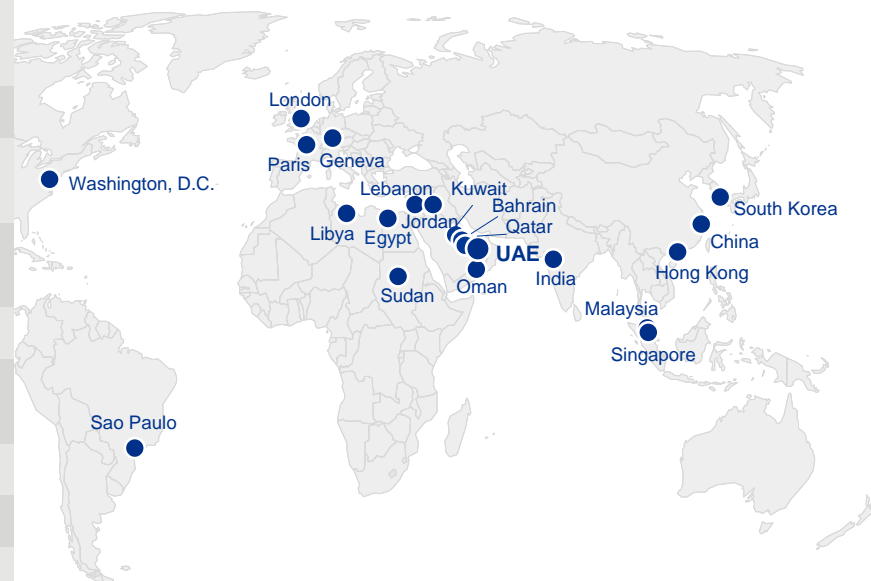 London
Paris
Geneva
Washington, D.C.
Lebanon
Kuwait
Bahrain
Jordan
Qatar
Libya
Egypt
UAE
South Korea
China
Hong Kong
India
Oman
Sudan
Malaysia
Singapore
Sao Paulo